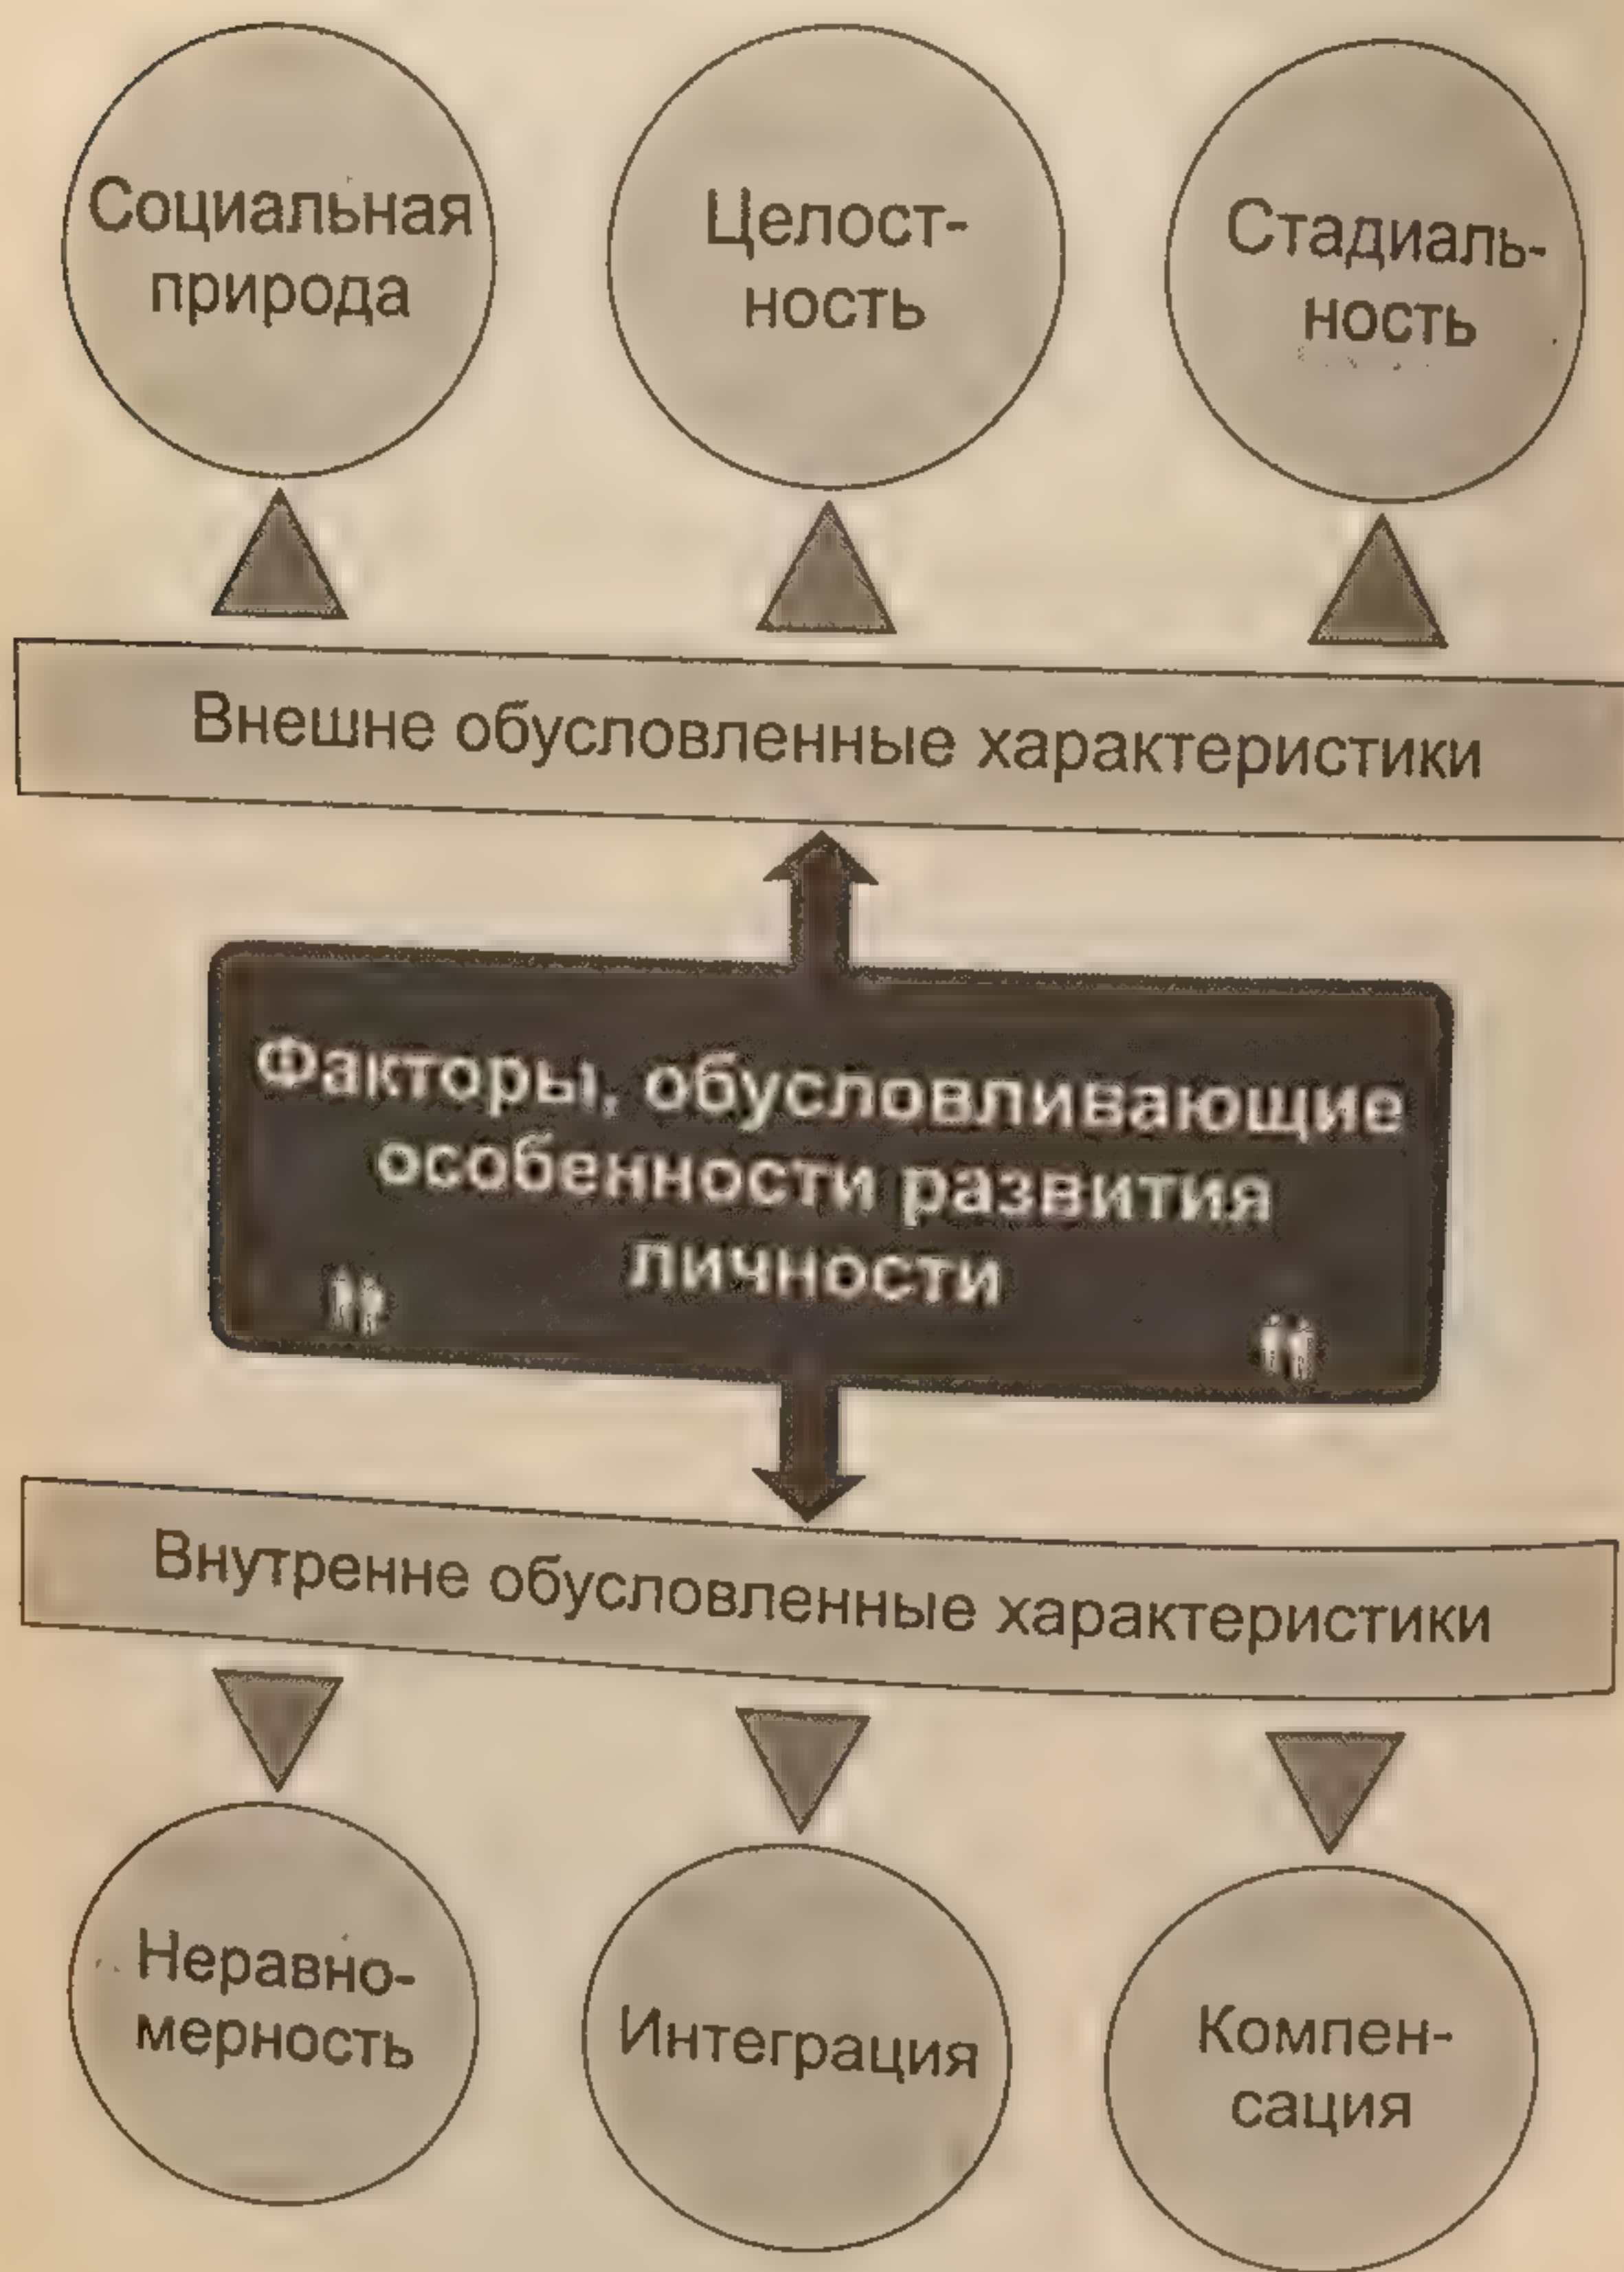 Социальная
природа
Целост-
ность
Стадиаль-
ность
Внешне обусловленные характеристики
Факторы, обусловливающие
особенности развития
личности
Внутренне обусловленные характеристики
Неравно-
мерность
Интеграция
Компен-
сация